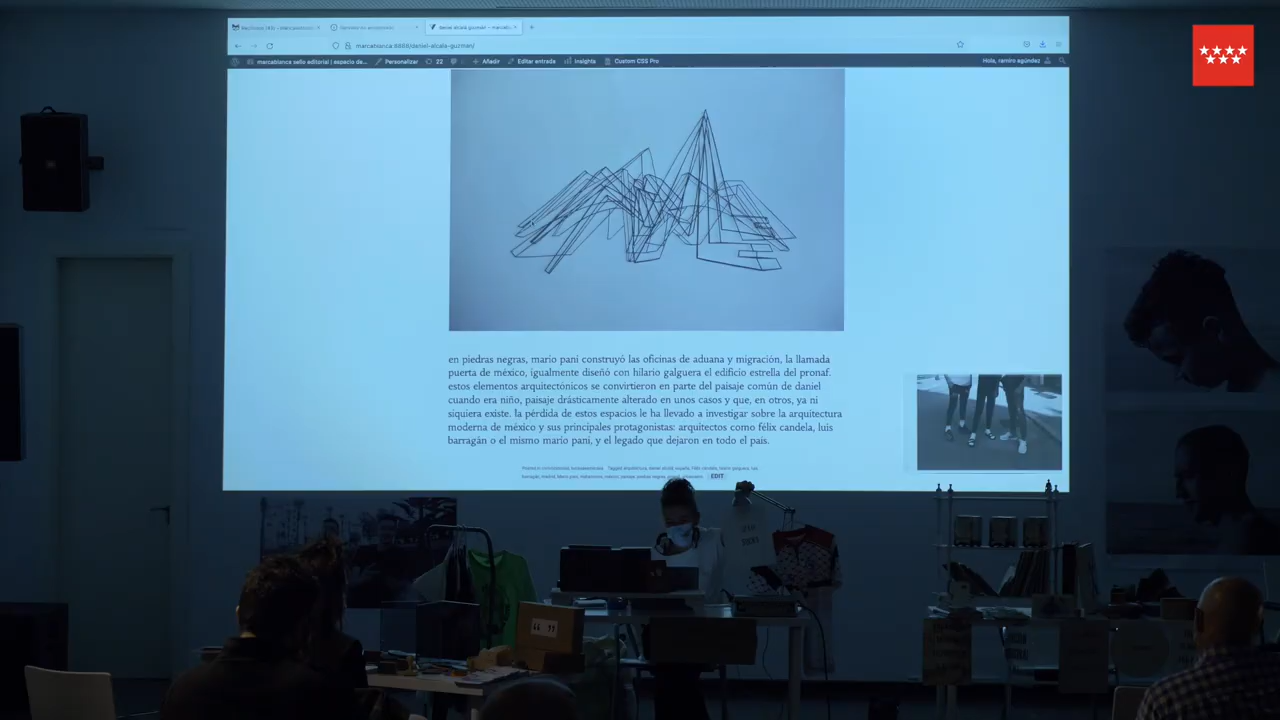 marcablanca:8888/daniel-alcala-guzman/
marcablanca sello editorial | espacio de...
Personalizar
22
Añadir
Editar entrada
Insights
Custom CSS Pro
Hola, ramiro agúndez
en piedras negras, mario pani construyó las oficinas de aduana y migración, la llamada
puerta de méxico, igualmente diseñó con hilario galguera el edificio estrella del pronaf.
estos elementos arquitectónicos se convirtieron en parte del paisaje común de daniel
cuando era niño, paisaje drásticamente alterado en unos casos y que, en otros, ya ni
siquiera existe. la pérdida de estos espacios le ha llevado a investigar sobre la arquitectura
moderna de méxico y sus principales protagonistas: arquitectos como félix candela, luis
barragán o el mismo mario pani, y el legado que dejaron en todo el país.
EDIT